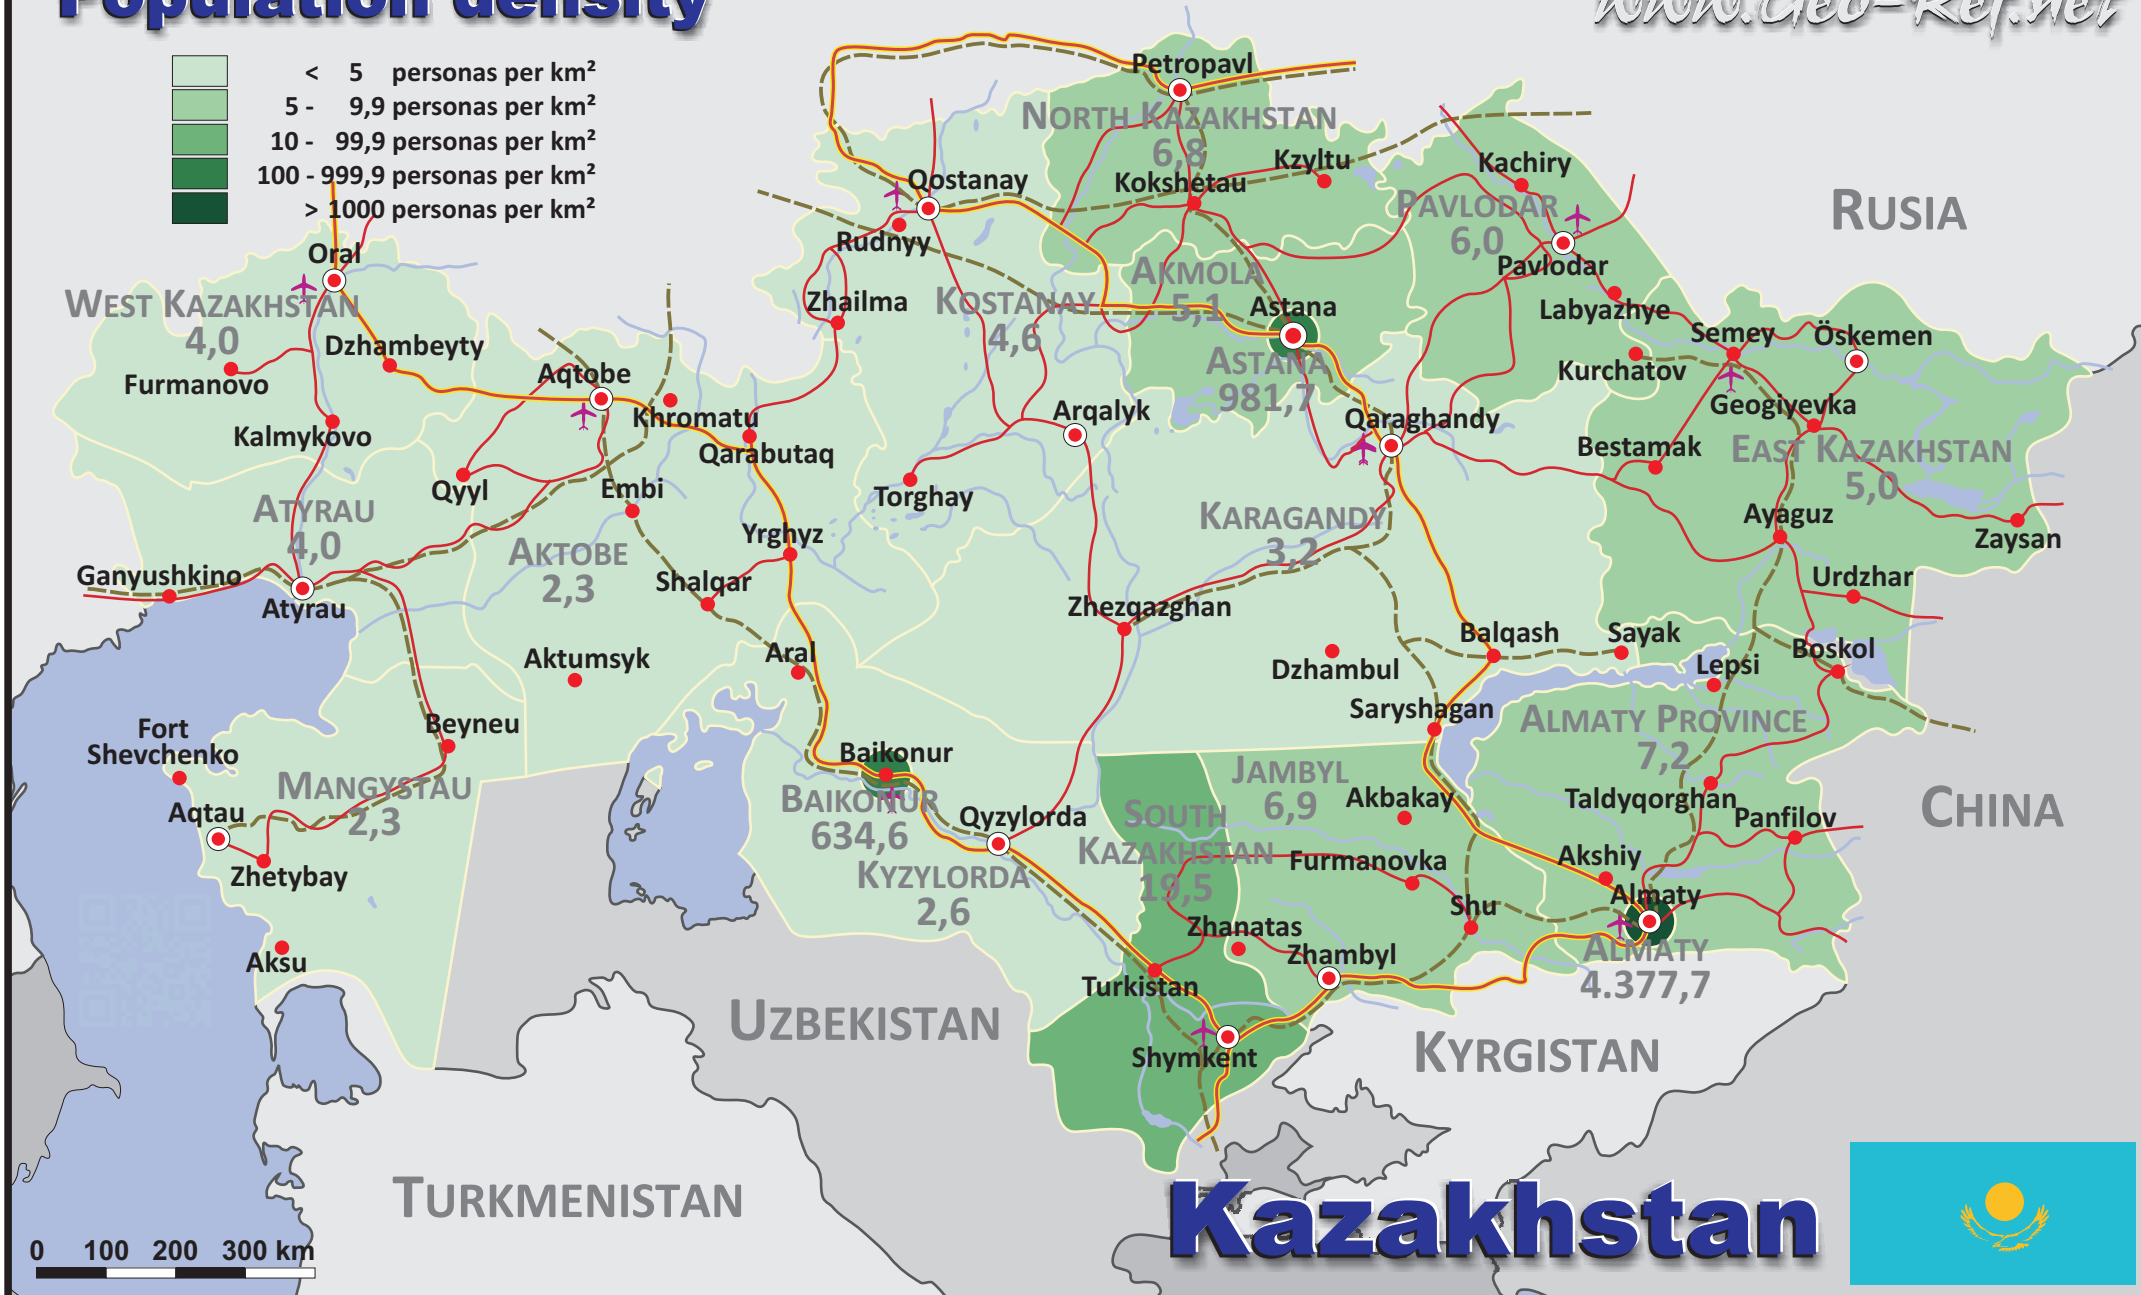 Population density
www.Geo-Ref.net
< 5 personas per km²
5 - 9,9 personas per km²
10 - 99,9 personas per km²
100 - 999,9 personas per km²
> 1000 personas per km²
Petropavl
NORTH KAZAKHSTAN
6,8
Kzyltu
Kokshetau
Kachiry
PAVLODAR
6,0
Pavlodar
Labyazhye
RUSIA
Qostanay
Rudnyy
Zhailma
KOSTANAY
4,6
AKMOLA
5,1
Astana
ASTANA
981,7
Oral
WEST KAZAKHSTAN
4,0
Dzhambeyty
Furmanovo
Kalmykovo
Aqtobe
Khromatu
Qarabutaq
Qyyl
Embi
Arqalyk
Torghay
Qaraghandy
Semey
Öskemen
Kurchatov
Geogiyevka
Bestamak
EAST KAZAKHSTAN
5,0
Ayaguz
Zaysan
Urdzhar
ATYRAU
4,0
Ganyushkino
Atyrau
AKTOBE
2,3
Yrghyz
Shalqar
Aktumsyk
Aral
KARAGANDY
3,2
Zhezqazghan
Dzhambul
Balqash
Sayak
Lepsi
Boskol
Saryshagan
ALMATY PROVINCE
7,2
Taldyqorghan
Panfilov
CHINA
Fort
Shevchenko
Beyneu
MANGYSTAU
2,3
Aqtau
Zhetybay
Aksu
Baikonur
BAIKONUR
634,6
Qyzylorda
KYZYLORDA
2,6
JAMBYL
6,9
Akbakay
SOUTH
KAZAKHSTAN
19,5
Furmanovka
Akshiy
Almaty
Shu
Zhanatas
Zhambyl
ALMATY
4.377,7
Turkistan
Shymkent
UZBEKISTAN
KYRGISTAN
TURKMENISTAN
Kazakhstan
0 100 200 300 km